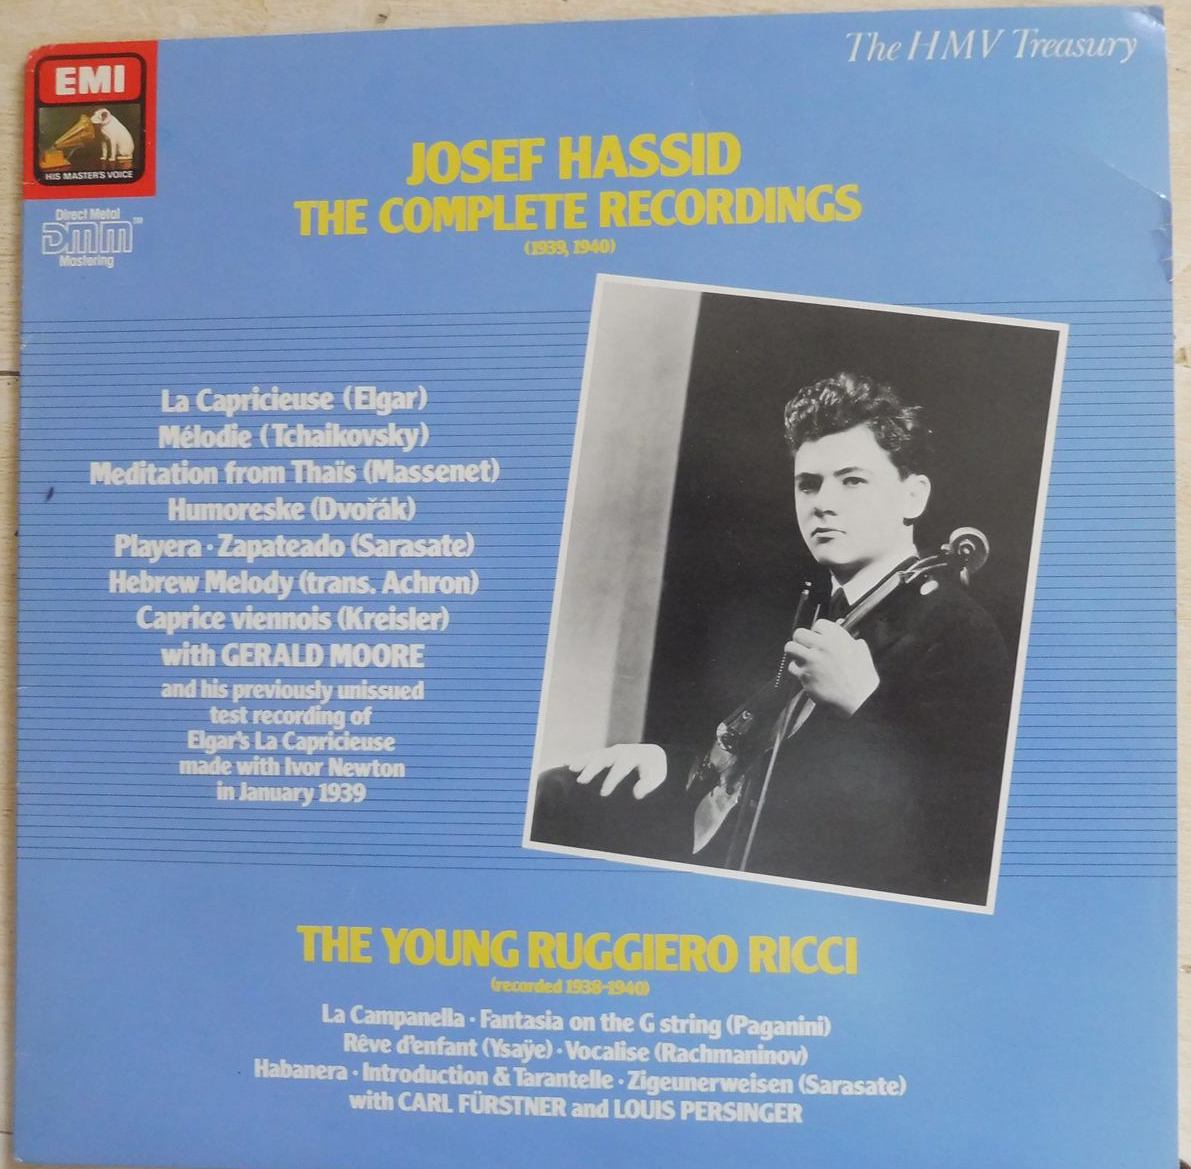 The HMV Treasury
EMI
HIS MASTER'S VOICE
Direct Metal
DMM™
Mastering
JOSEF HASSID
THE COMPLETE RECORDINGS
(1939, 1940)
La Capricieuse (Elgar)
Mélodie (Tchaikovsky)
Meditation from Thaïs (Massenet)
Humoreske (Dvořák)
Playera · Zapateado (Sarasate)
Hebrew Melody (trans. Achron)
Caprice viennois (Kreisler)
with GERALD MOORE
and his previously unissued
test recording of
Elgar's La Capricieuse
made with Ivor Newton
in January 1939
THE YOUNG RUGGIERO RICCI
(recorded 1938-1940)
La Campanella · Fantasia on the G string (Paganini)
Rêve d'enfant (Ysaÿe) · Vocalise (Rachmaninov)
Habanera · Introduction & Tarantelle · Zigeunerweisen (Sarasate)
with CARL FÜRSTNER and LOUIS PERSINGER